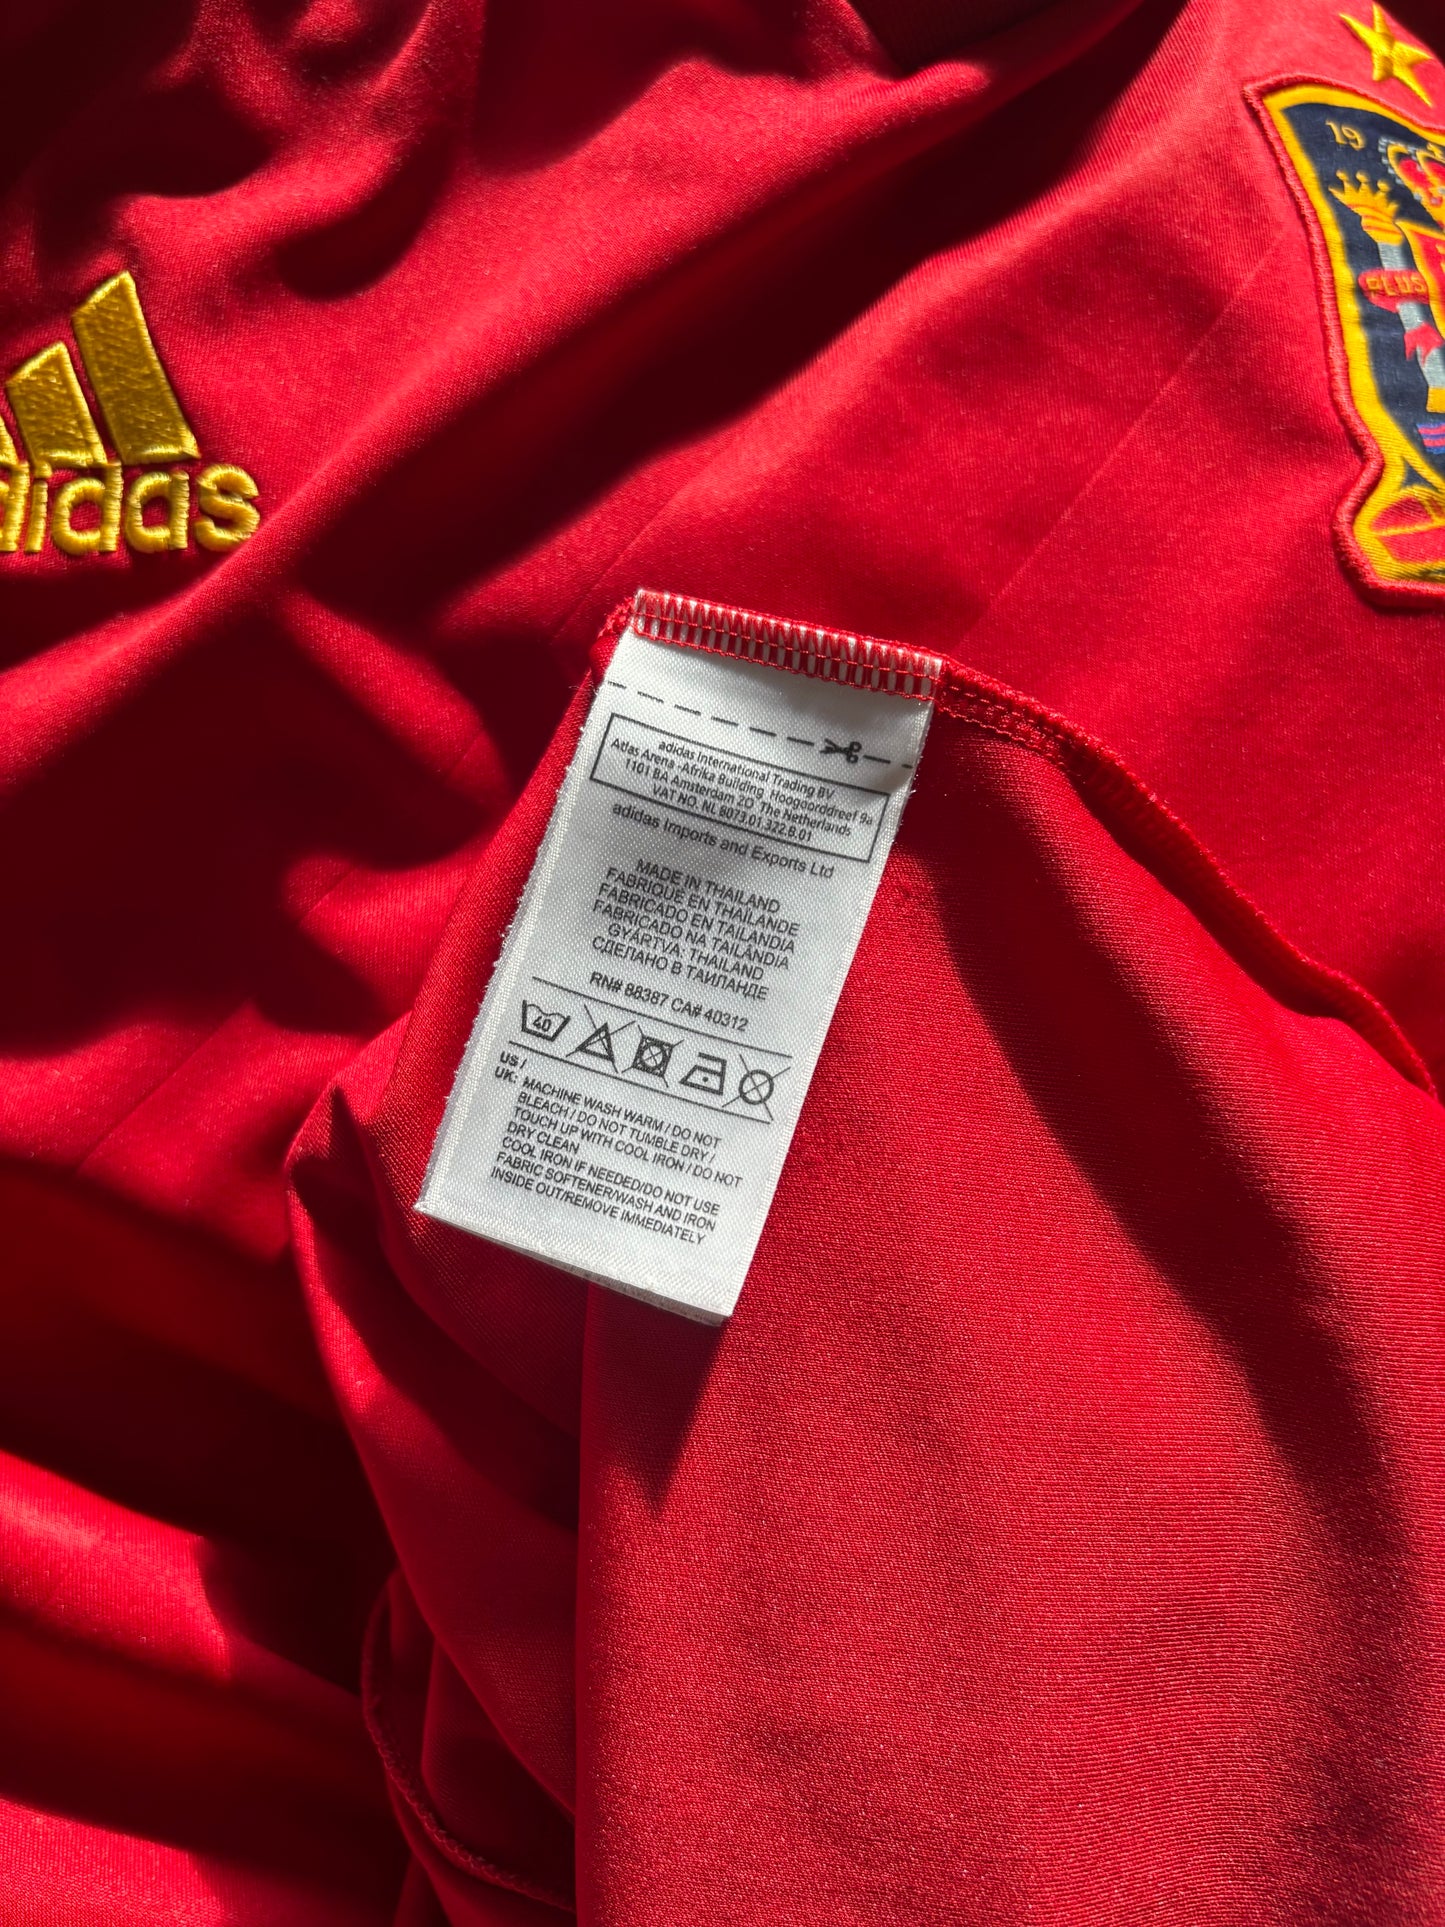 adidas
19
PLUS
adidas International Trading BV
Atlas Arena -Afrika Building, Hoogoorddreef 9a
1101 BA Amsterdam ZO The Netherlands
VAT NO. NL 8073.01.322.B.01
adidas Imports and Exports Ltd
MADE IN THAILAND
FABRIQUÉ EN THAÏLANDE
FABRICADO EN TAILANDIA
FABRICADO NA TAILÂNDIA
GYÁRTVA: THAILAND
СДЕЛАНО В ТАИЛАНДЕ
RN# 88387 CA# 40312
40
US /
UK: MACHINE WASH WARM / DO NOT
BLEACH / DO NOT TUMBLE DRY /
TOUCH UP WITH COOL IRON / DO NOT
DRY CLEAN
COOL IRON IF NEEDED/DO NOT USE
FABRIC SOFTENER/WASH AND IRON
INSIDE OUT/REMOVE IMMEDIATELY